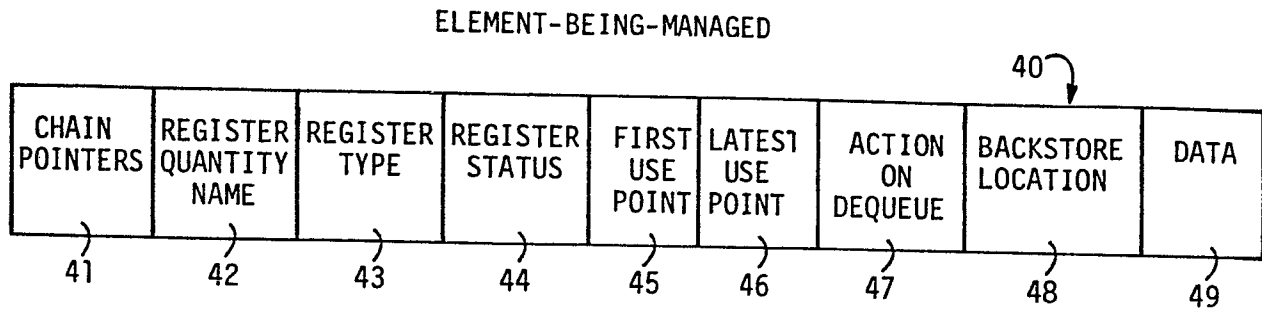 ELEMENT-BEING-MANAGED
40
CHAIN
POINTERS
REGISTER
QUANTITY
NAME
REGISTER
TYPE
REGISTER
STATUS
FIRST
USE
POINT
LATEST
USE
POINT
ACTION
ON
DEQUEUE
BACKSTORE
LOCATION
DATA
41
42
43
44
45
46
47
48
49